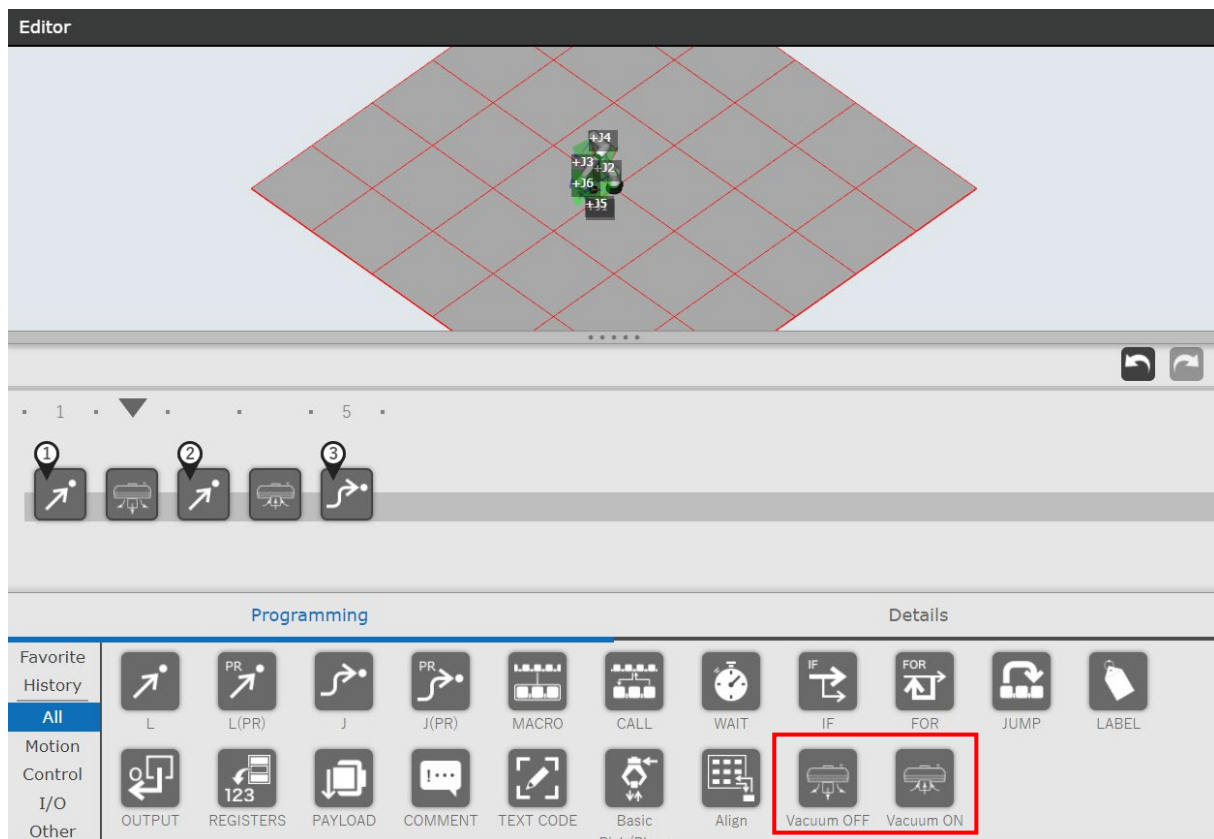 Editor
+J4
+J3
+J2
+J6
+J5
1
5
1
2
3
Programming
Details
Favorite
History
All
Motion
Control
I/O
Other
PR
PR
IF
FOR
L
L(PR)
J
J(PR)
MACRO
CALL
WAIT
IF
FOR
JUMP
LABEL
123
OUTPUT
REGISTERS
PAYLOAD
COMMENT
TEXT CODE
Basic
Align
Vacuum OFF
Vacuum ON